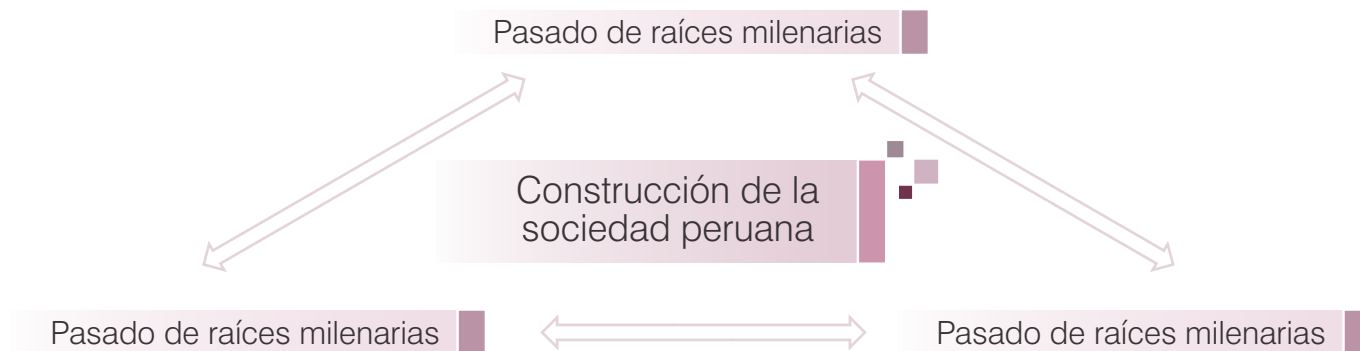 Pasado de raíces milenarias
Construcción de la
sociedad peruana
Pasado de raíces milenarias
Pasado de raíces milenarias